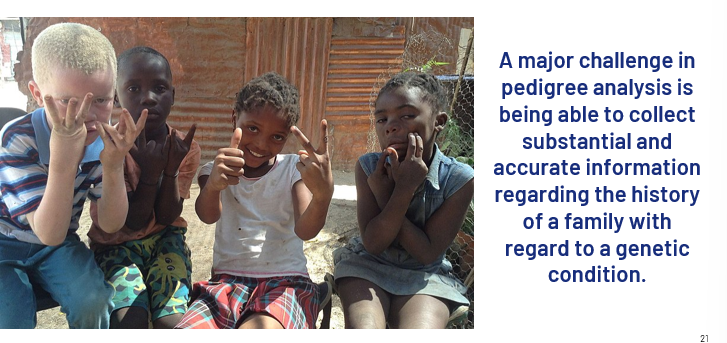 A major challenge in
pedigree analysis is
being able to collect
substantial and
accurate information
regarding the history
of a family with
regard to a genetic
condition.
21